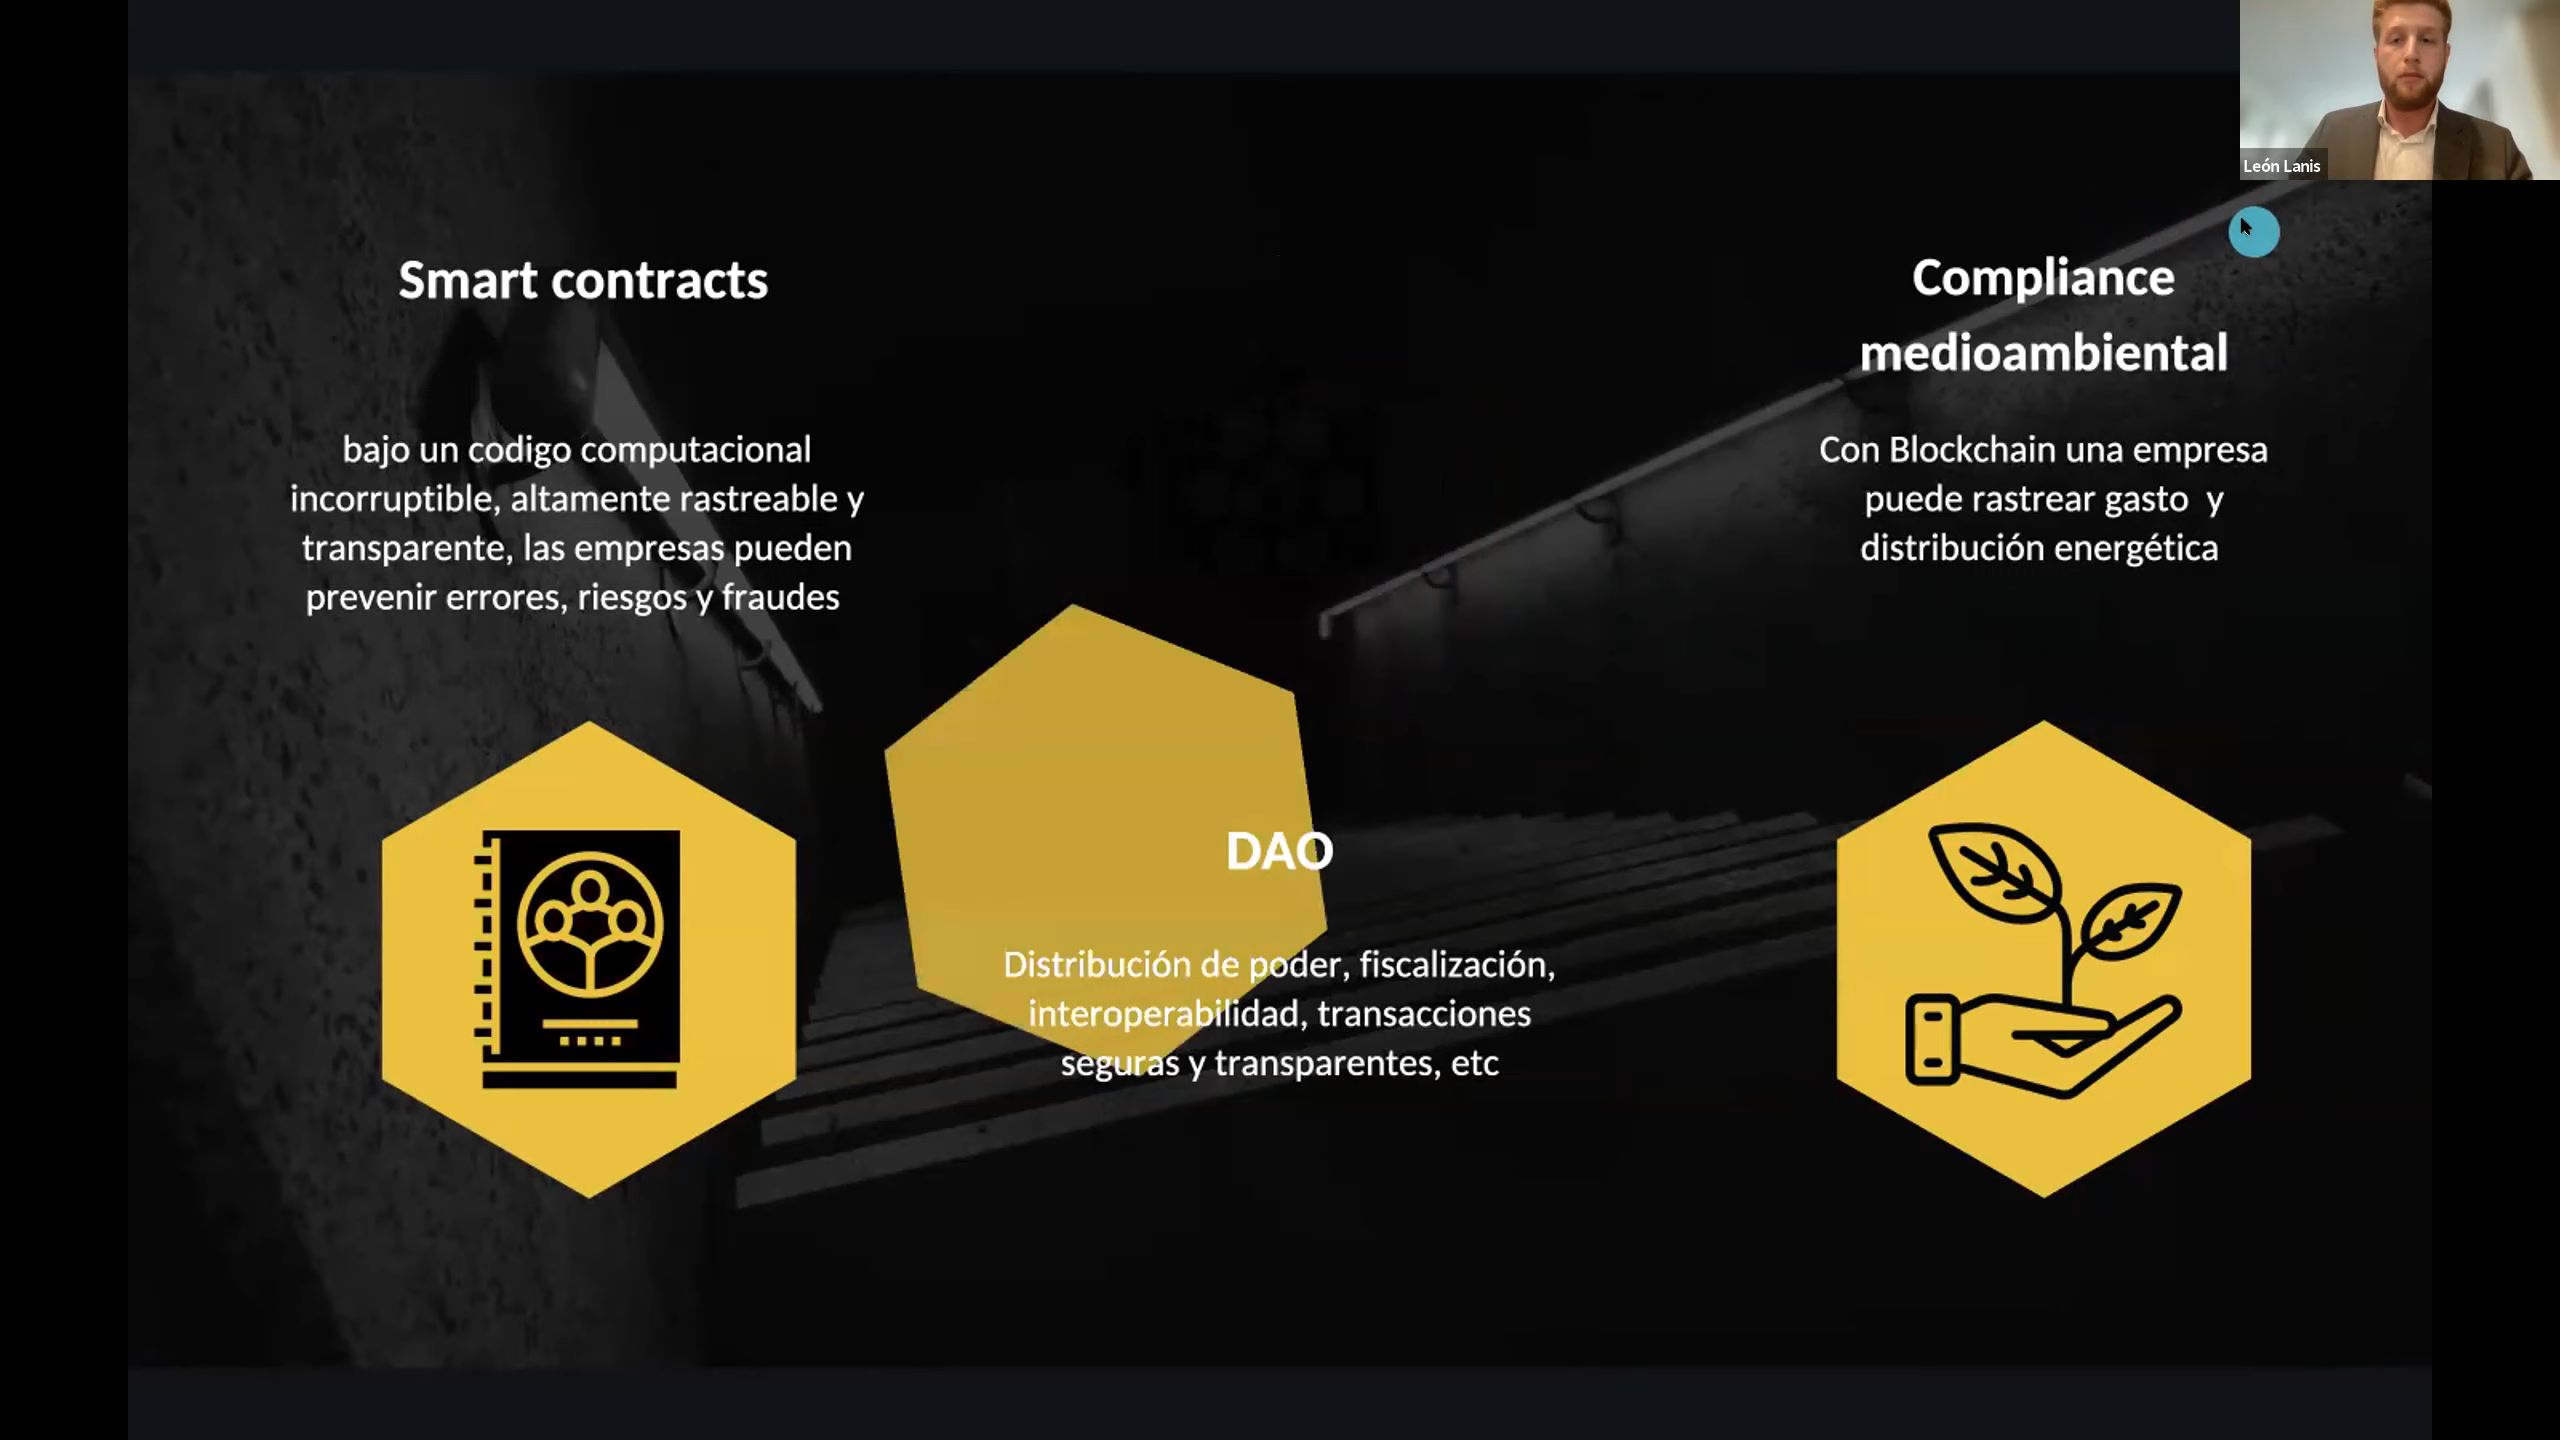 León Lanis
Smart contracts
bajo un codigo computacional
incorruptible, altamente rastreable y
transparente, las empresas pueden
prevenir errores, riesgos y fraudes
DAO
Distribución de poder, fiscalización,
interoperabilidad, transacciones
seguras y transparentes, etc
Compliance
medioambiental
Con Blockchain una empresa
puede rastrear gasto y
distribución energética